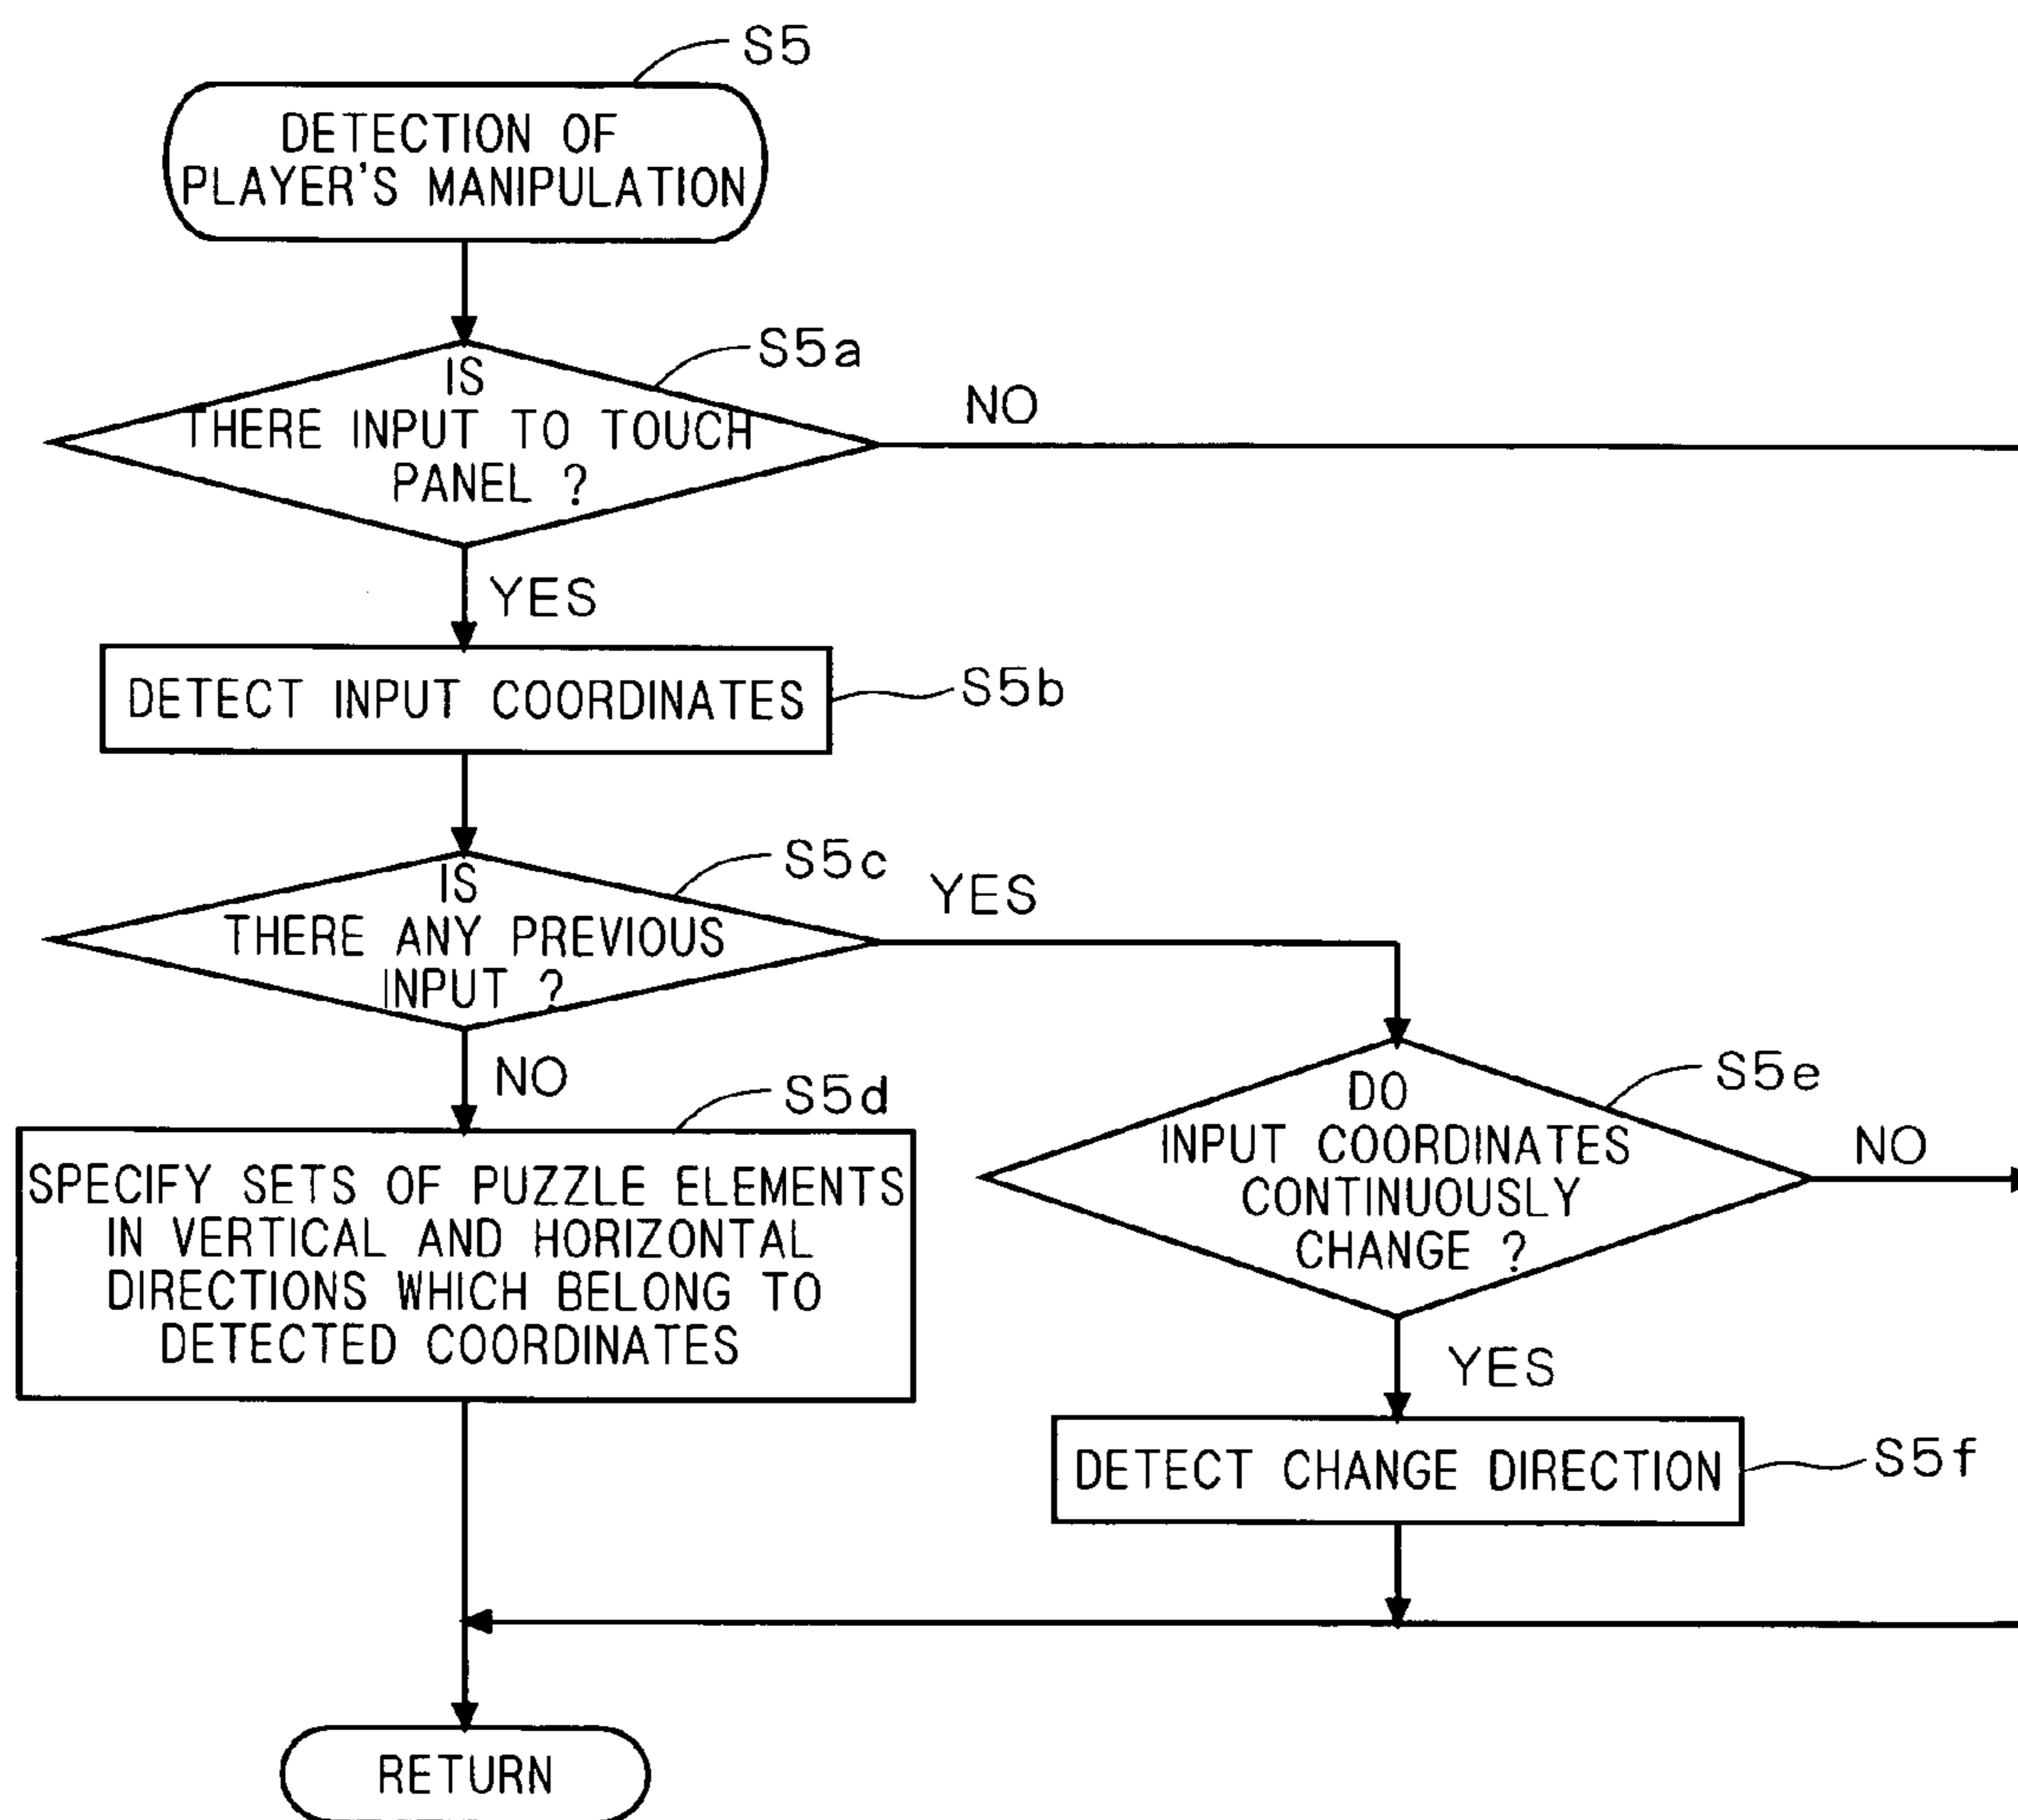 S5
DETECTION OF
PLAYER'S MANIPULATION
S5a
IS
THERE INPUT TO TOUCH
PANEL ?
NO
YES
DETECT INPUT COORDINATES
S5b
S5c
IS
THERE ANY PREVIOUS
INPUT ?
YES
NO
S5d
SPECIFY SETS OF PUZZLE ELEMENTS
IN VERTICAL AND HORIZONTAL
DIRECTIONS WHICH BELONG TO
DETECTED COORDINATES
S5e
DO
INPUT COORDINATES
CONTINUOUSLY
CHANGE ?
NO
YES
DETECT CHANGE DIRECTION
S5f
RETURN